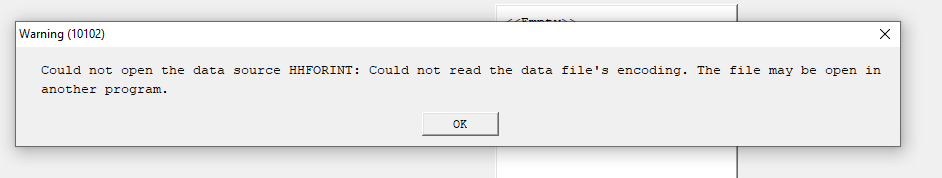 <<Empty>>
Warning (10102)
Could not open the data source HHFORINT: Could not read the data file's encoding. The file may be open in
another program.
OK